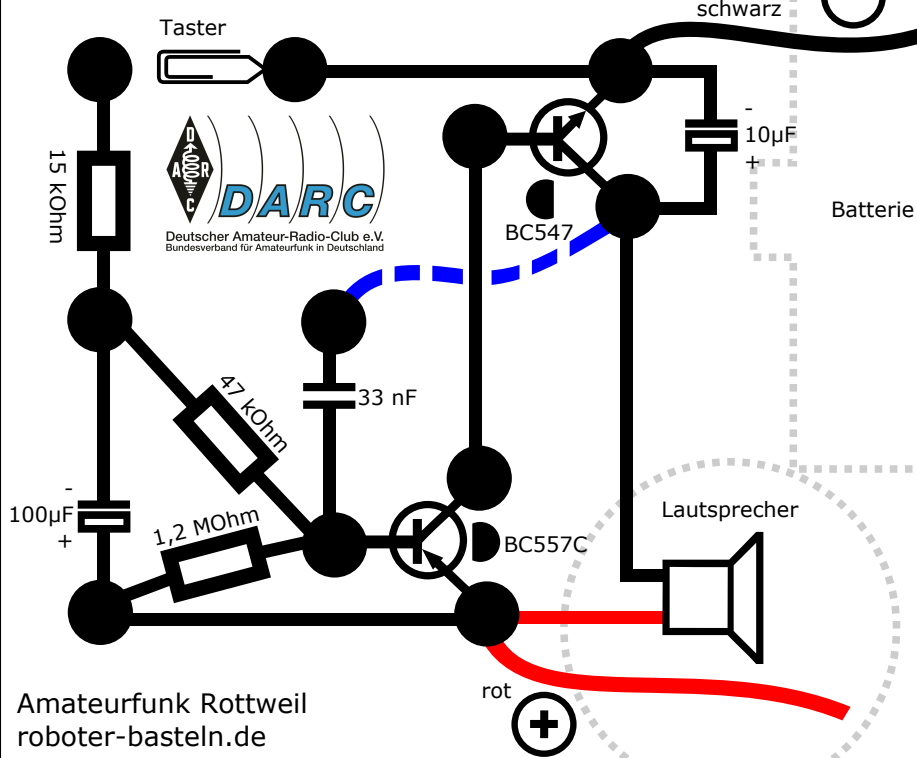 schwarz
Taster
-
10µF
+
15 kOhm
D
A R
C
DARC
Deutscher Amateur-Radio-Club e.V.
Bundesverband für Amateurfunk in Deutschland
BC547
Batterie
47 kOhm
33 nF
-
100µF
+
1,2 MOhm
BC557C
Lautsprecher
rot
+
Amateurfunk Rottweil
roboter-basteln.de